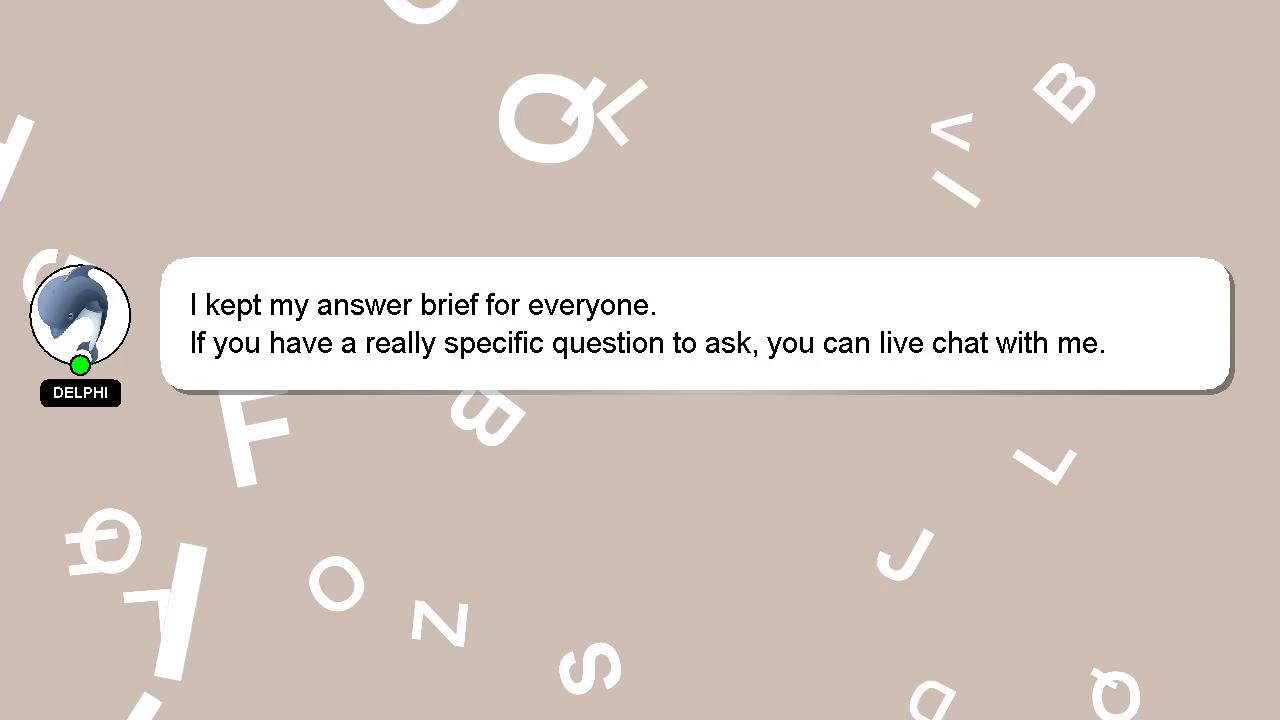 I kept my answer brief for everyone.
If you have a really specific question to ask, you can live chat with me.
DELPHI